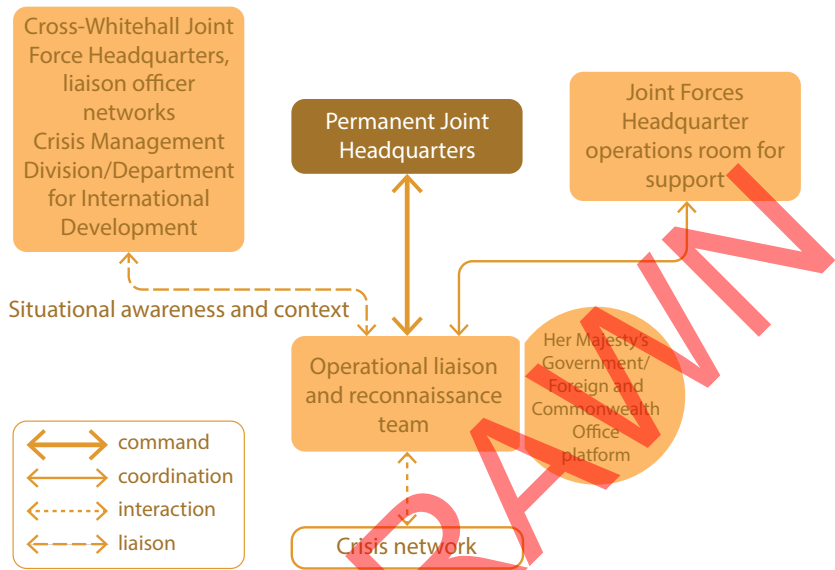 Cross-Whitehall Joint
Force Headquarters,
liaison officer
networks
Crisis Management
Division/Department
for International
Development
Permanent Joint
Headquarters
Joint Forces
Headquarter
operations room for
support
Situational awareness and context
Operational liaison
and reconnaissance
team
Her Majesty's
Government/
Foreign and
Commonwealth
Office
platform
command
coordination
interaction
liaison
Crisis network
RAWN